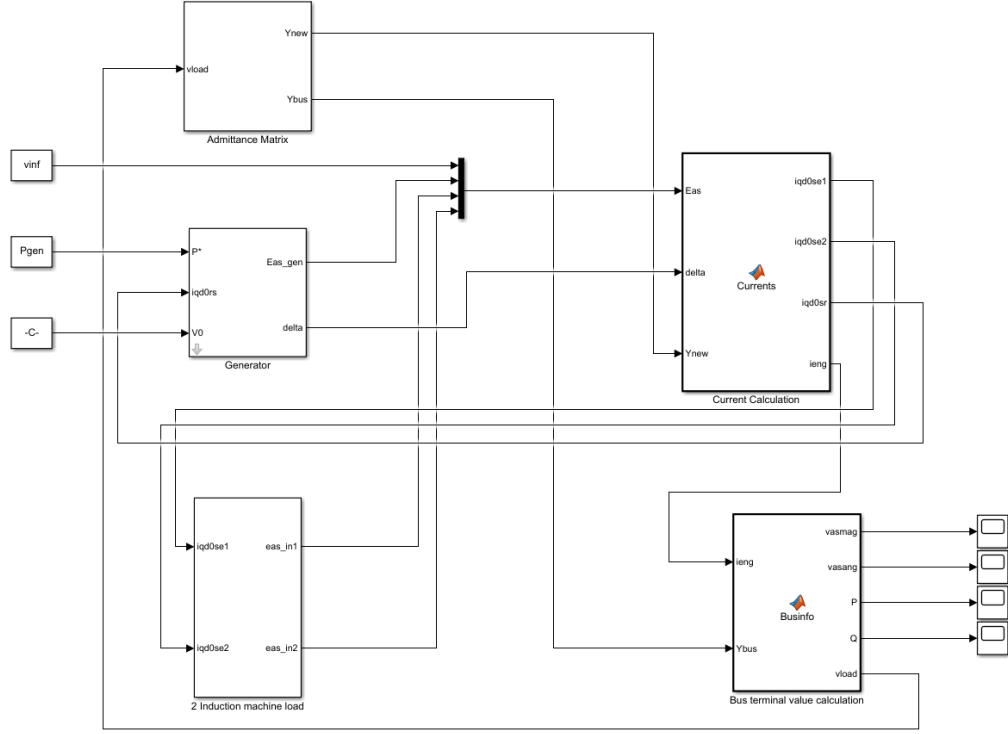 Ynew
vload
Ybus
Admittance Matrix
vinf
Eas
iqd0se1
Pgen
P*
Eas_gen
iqd0se2
delta
Currents
iqd0rs
iqd0sr
-C-
V0
delta
Ynew
ieng
Generator
Current Calculation
iqd0se1
eas_in1
vasmag
ieng
vasang
P
Businfo
Q
iqd0se2
eas_in2
Ybus
vload
2 Induction machine load
Bus terminal value calculation